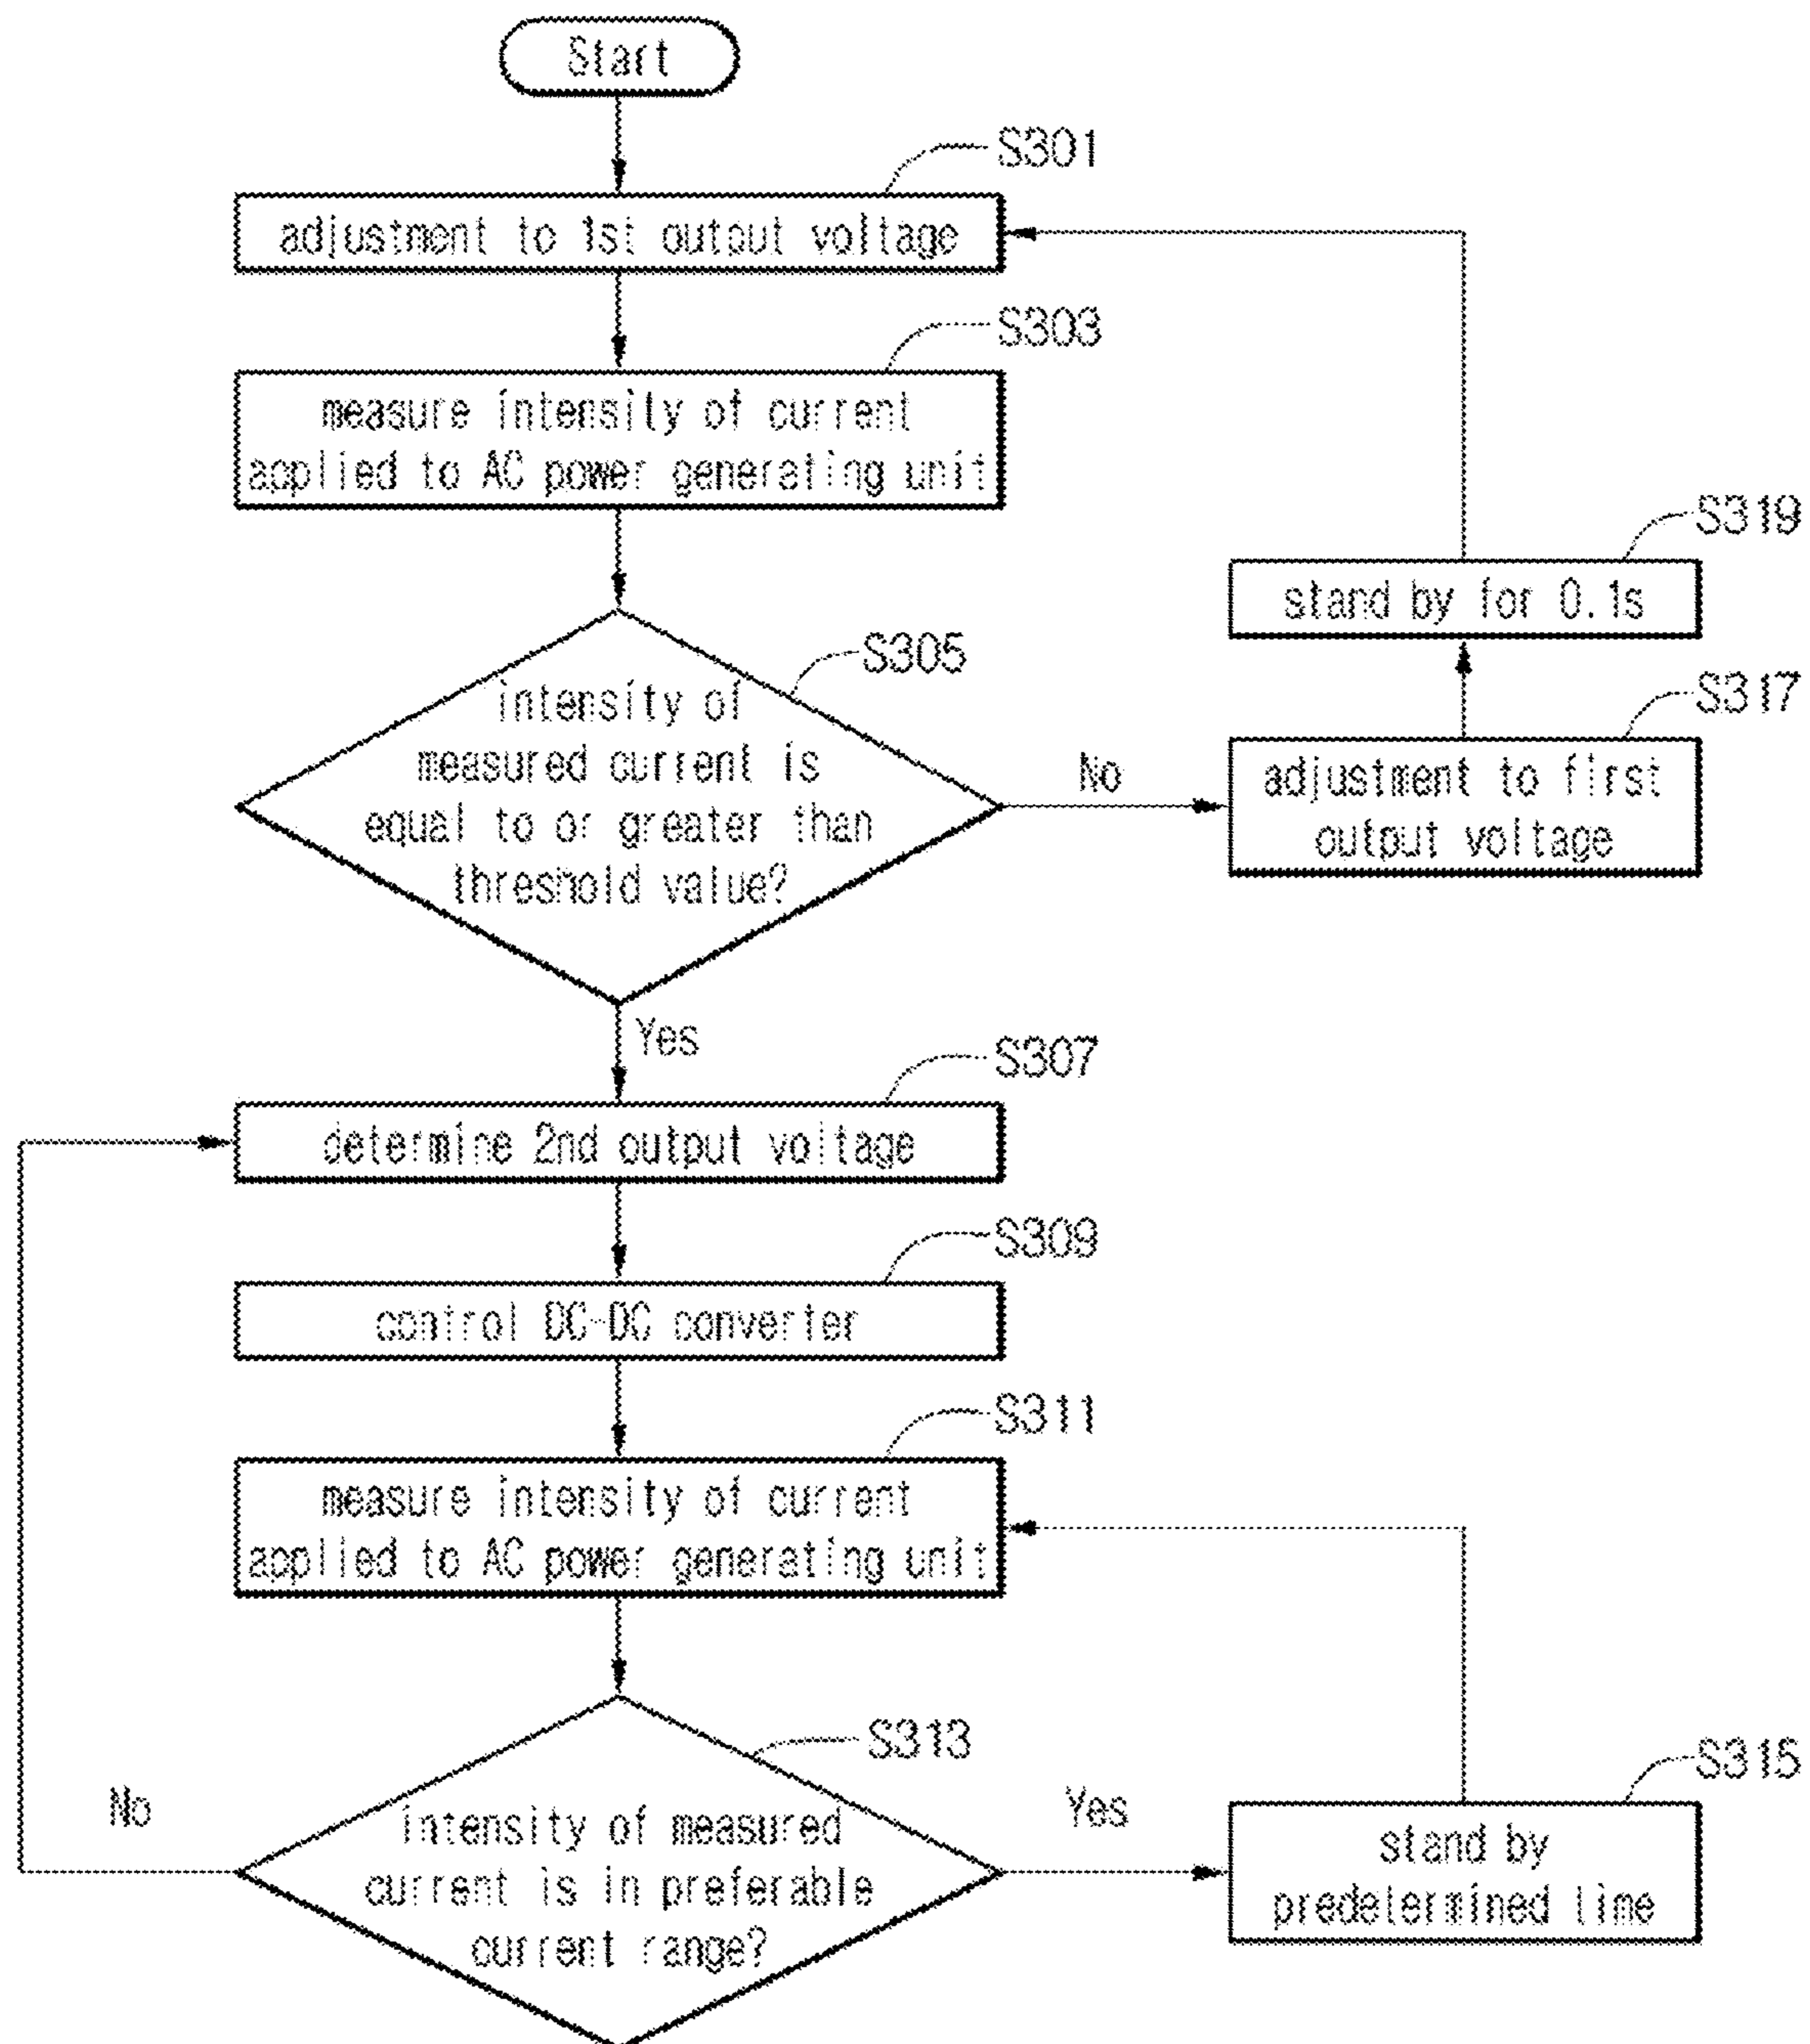 Start
S301
adjustment to 1st output voltage
S303
measure intensity of current
applied to AC power generating unit
S319
stand by for 0.1s
S305
intensity of
measured current is
equal to or greater than
threshold value?
No
S317
adjustment to first
output voltage
Yes
S307
determine 2nd output voltage
S309
control DC-DC converter
S311
measure intensity of current
applied to AC power generating unit
S313
intensity of measured
current is in preferable
current range?
No
Yes
S315
stand by
predetermined time